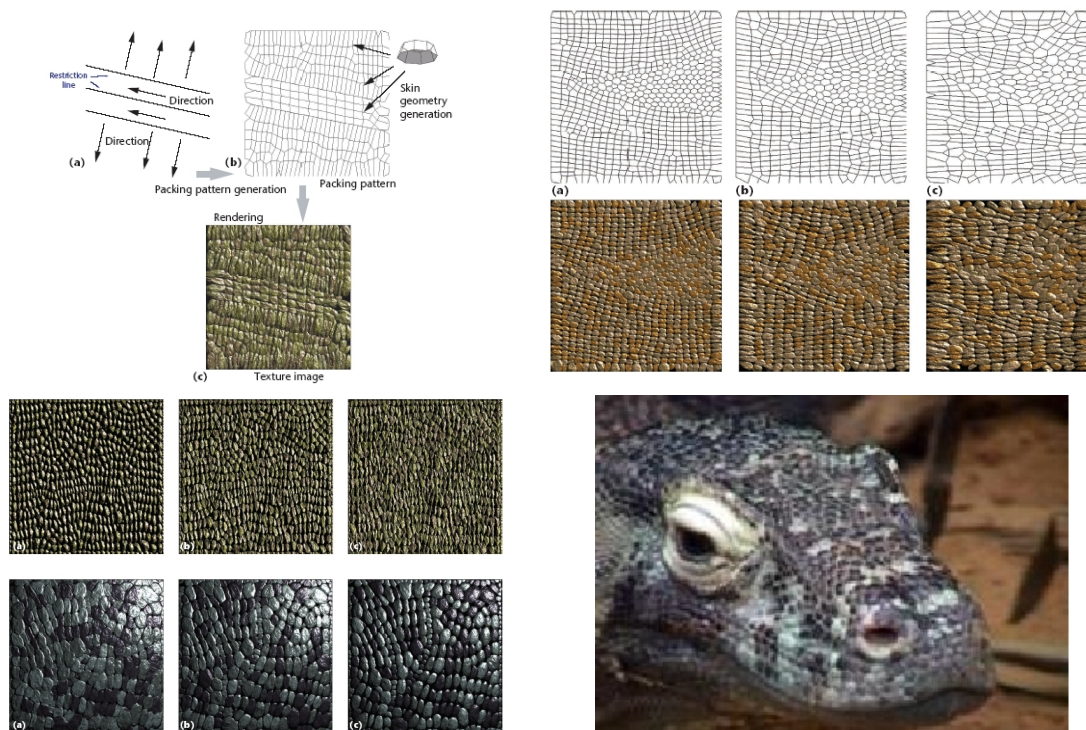 Restriction
line
Direction
Direction
(a)
(b)
Skin
geometry
generation
Packing pattern generation
Packing pattern
Rendering
(c)
Texture image
(a)
(b)
(c)
(a)
(b)
(c)
(a)
(b)
(c)